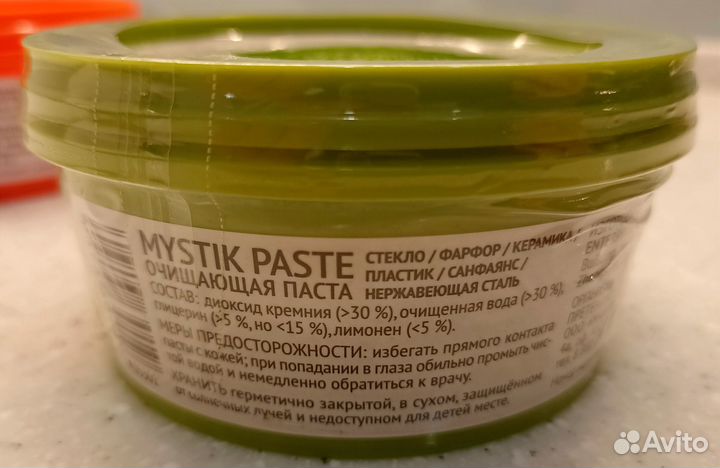 MYSTIK PASTE
ОЧИЩАЮЩАЯ ПАСТА
СТЕКЛО / ФАРФОР / КЕРАМИКА /
ПЛАСТИК / САНФАЯНС /
НЕРЖАВЕЮЩАЯ СТАЛЬ
СОСТАВ: диоксид кремния (>30 %), очищенная вода (>30 %),
глицерин (>5 %, но <15 %), лимонен (<5 %).
МЕРЫ ПРЕДОСТОРОЖНОСТИ: избегать прямого контакта
пасты с кожей; при попадании в глаза обильно промыть чис-
той водой и немедленно обратиться к врачу.
ХРАНИТЬ герметично закрытой, в сухом, защищённом
от солнечных лучей и недоступном для детей месте.
Avito